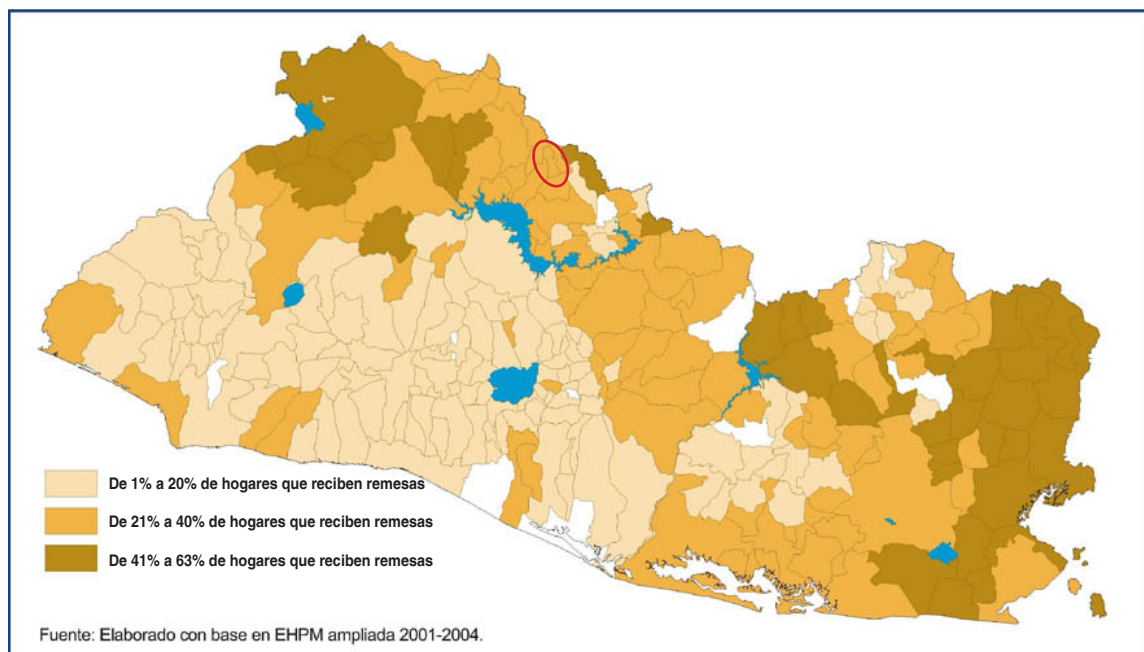 De 1% a 20% de hogares que reciben remesas
De 21% a 40% de hogares que reciben remesas
De 41% a 63% de hogares que reciben remesas
Fuente: Elaborado con base en EHPM ampliada 2001-2004.